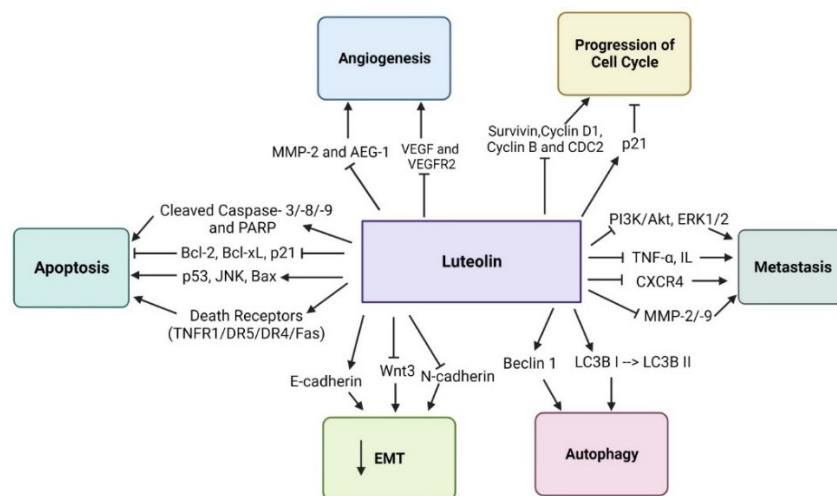 Angiogenesis
Progression of
Cell Cycle
MMP-2 and AEG-1
VEGF and
VEGFR2
Survivin,Cyclin D1,
Cyclin B and CDC2
p21
Cleaved Caspase- 3/-8/-9
and PARP
Bcl-2, Bcl-xL, p21
p53, JNK, Bax
Death Receptors
(TNFR1/DR5/DR4/Fas)
Apoptosis
Luteolin
PI3K/Akt, ERK1/2
TNF-α, IL
CXCR4
MMP-2/-9
Metastasis
E-cadherin
Wnt3
N-cadherin
Beclin 1
LC3B I --> LC3B II
EMT
Autophagy